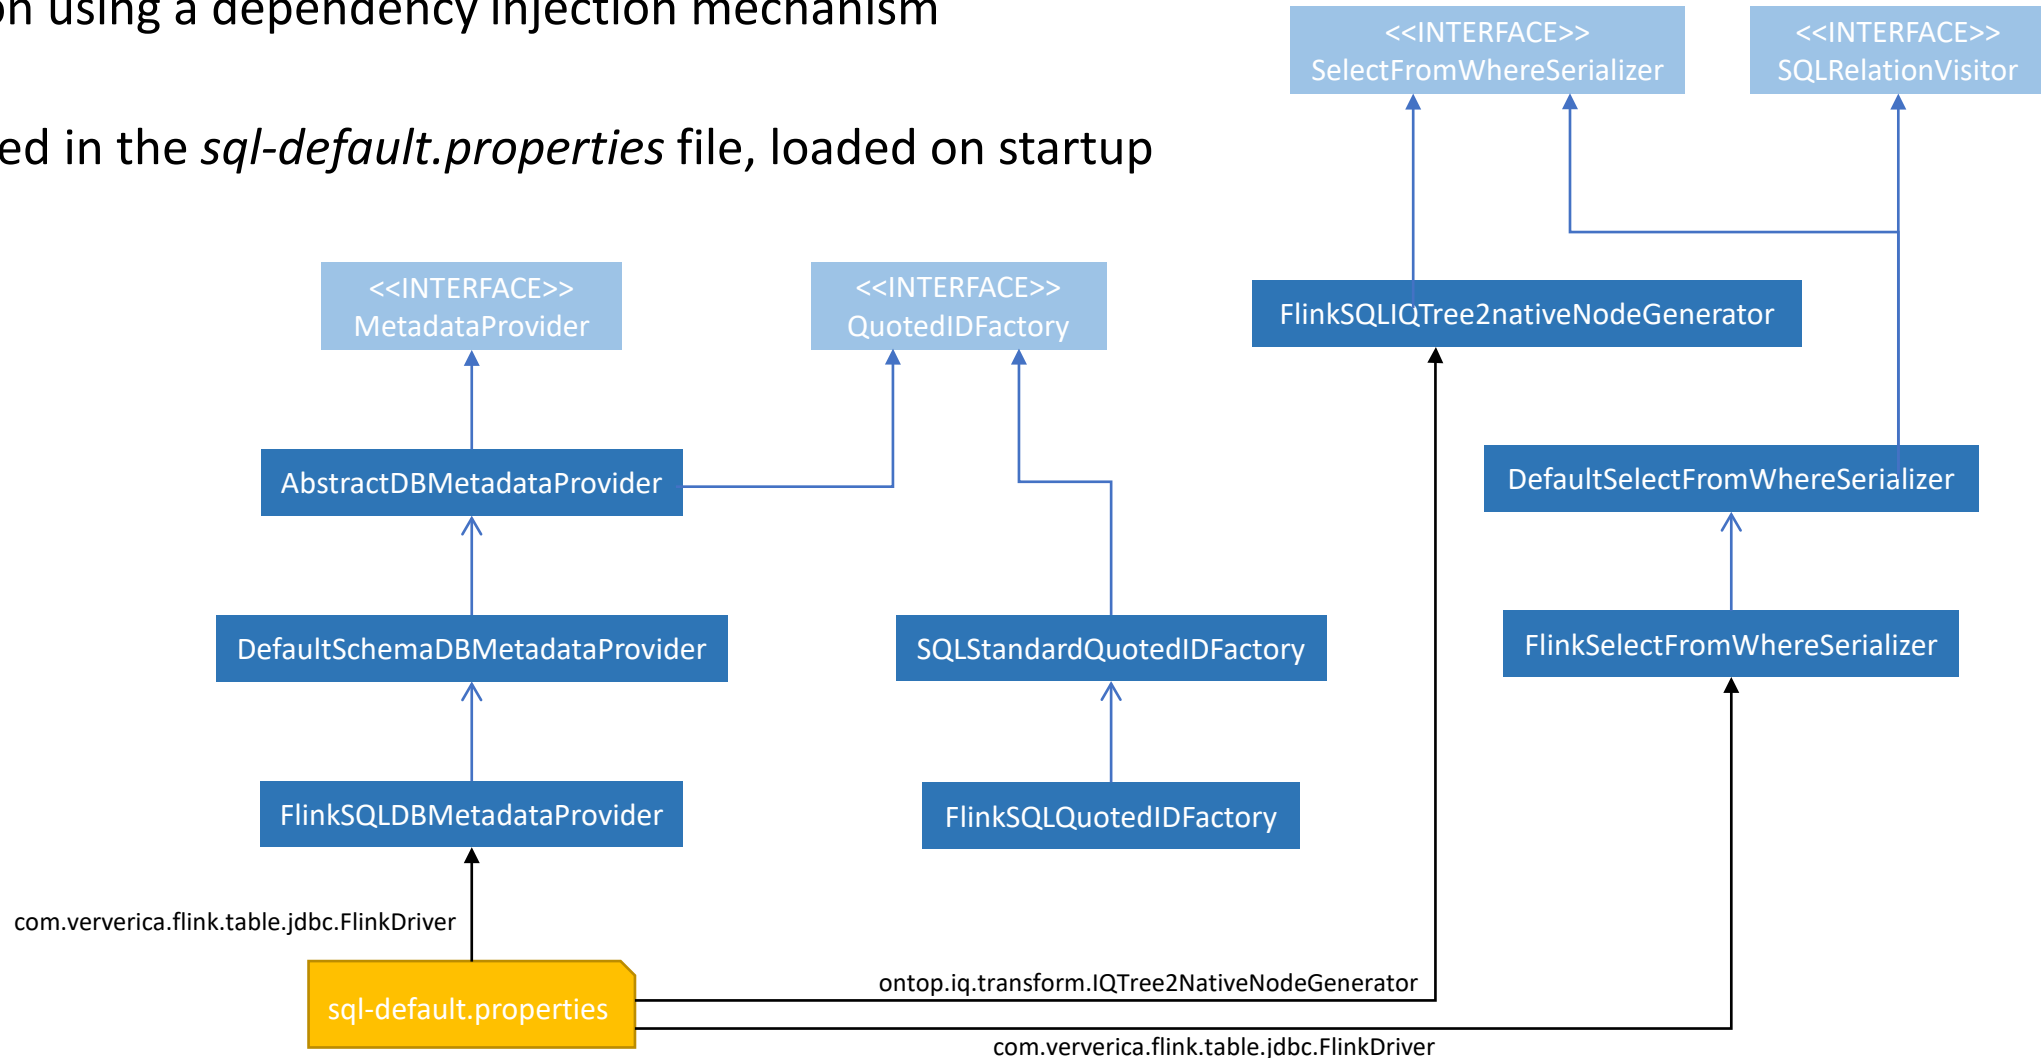 on using a dependency injection mechanism
ed in the sql-default.properties file, loaded on startup
<<INTERFACE>>
SelectFromWhereSerializer
<<INTERFACE>>
SQLRelationVisitor
<<INTERFACE>>
MetadataProvider
<<INTERFACE>>
QuotedIDFactory
FlinkSQLIQTree2nativeNodeGenerator
AbstractDBMetadataProvider
DefaultSelectFromWhereSerializer
DefaultSchemaDBMetadataProvider
SQLStandardQuotedIDFactory
FlinkSelectFromWhereSerializer
FlinkSQLDBMetadataProvider
FlinkSQLQuotedIDFactory
com.ververica.flink.table.jdbc.FlinkDriver
sql-default.properties
ontop.iq.transform.IQTree2NativeNodeGenerator
com.ververica.flink.table.jdbc.FlinkDriver